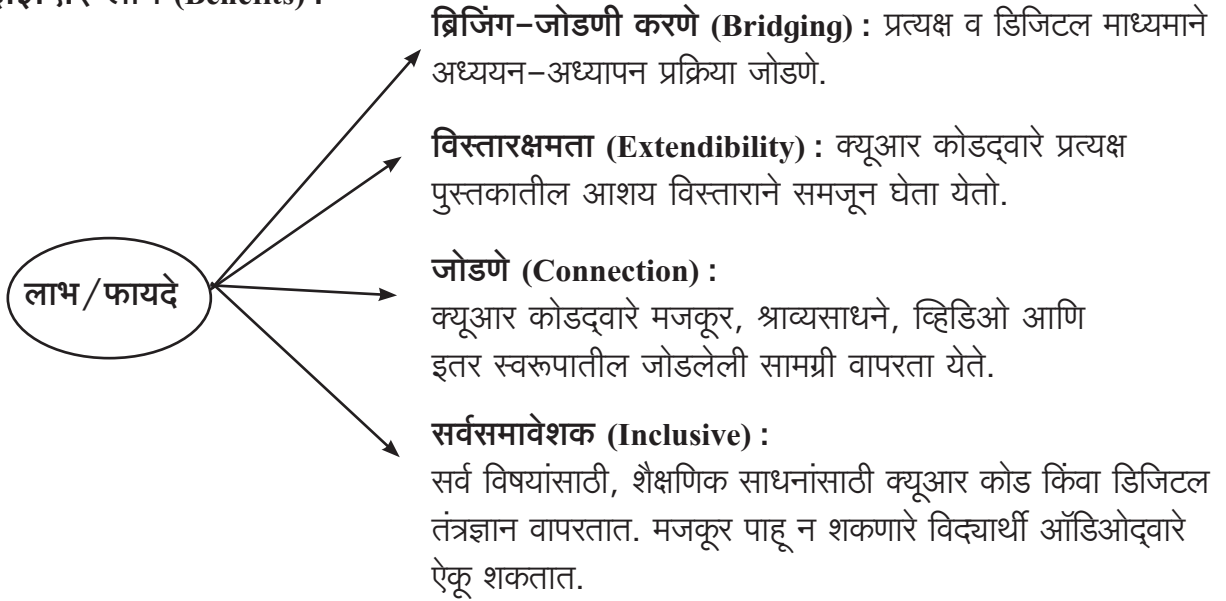 लाभ (Benefits) :
ब्रिजिंग-जोडणी करणे (Bridging) : प्रत्यक्ष व डिजिटल माध्यमाने
अध्ययन-अध्यापन प्रक्रिया जोडणे.
विस्तारक्षमता (Extendibility) : क्यूआर कोडद्वारे प्रत्यक्ष
पुस्तकातील आशय विस्ताराने समजून घेता येतो.
लाभ/फायदे
जोडणे (Connection) :
क्यूआर कोडद्वारे मजकूर, श्राव्यसाधने, व्हिडिओ आणि
इतर स्वरूपातील जोडलेली सामग्री वापरता येते.
सर्वसमावेशक (Inclusive) :
सर्व विषयांसाठी, शैक्षणिक साधनांसाठी क्यूआर कोड किंवा डिजिटल
तंत्रज्ञान वापरतात. मजकूर पाहू न शकणारे विद्यार्थी ऑडिओद्वारे
ऐकू शकतात.